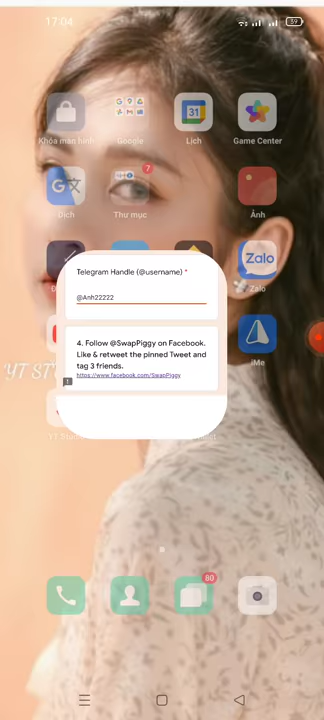 17:04
59
31
Khóa màn hình
Google
Lịch
Game Center
7
Dịch
Thư mục
Ảnh
Zalo
Zalo
Telegram Handle (@username) *
@Anh22222
4. Follow @SwapPiggy on Facebook.
Like & retweet the pinned Tweet and
tag 3 friends.
https://www.facebook.com/SwapPiggy
iMe
80